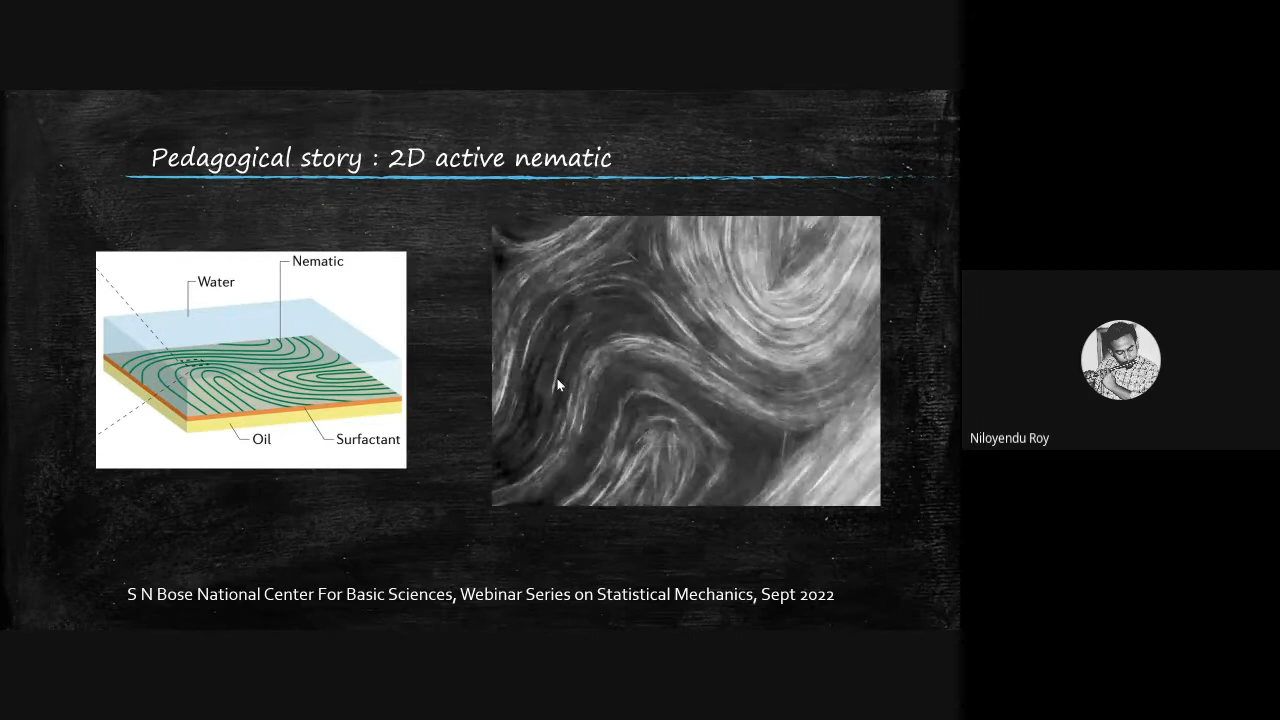 Pedagogical story : 2D active nematic
Nematic
Water
Oil
Surfactant
Niloyendu Roy
S N Bose National Center For Basic Sciences, Webinar Series on Statistical Mechanics, Sept 2022